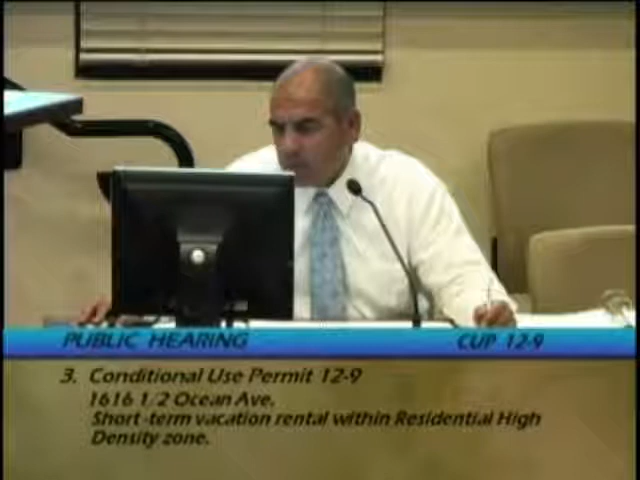 PUBLIC HEARING CUP 12-9
3. Conditional Use Permit 12-9
1616 1/2 Ocean Ave.
Short-term vacation rental within Residential High
Density zone.